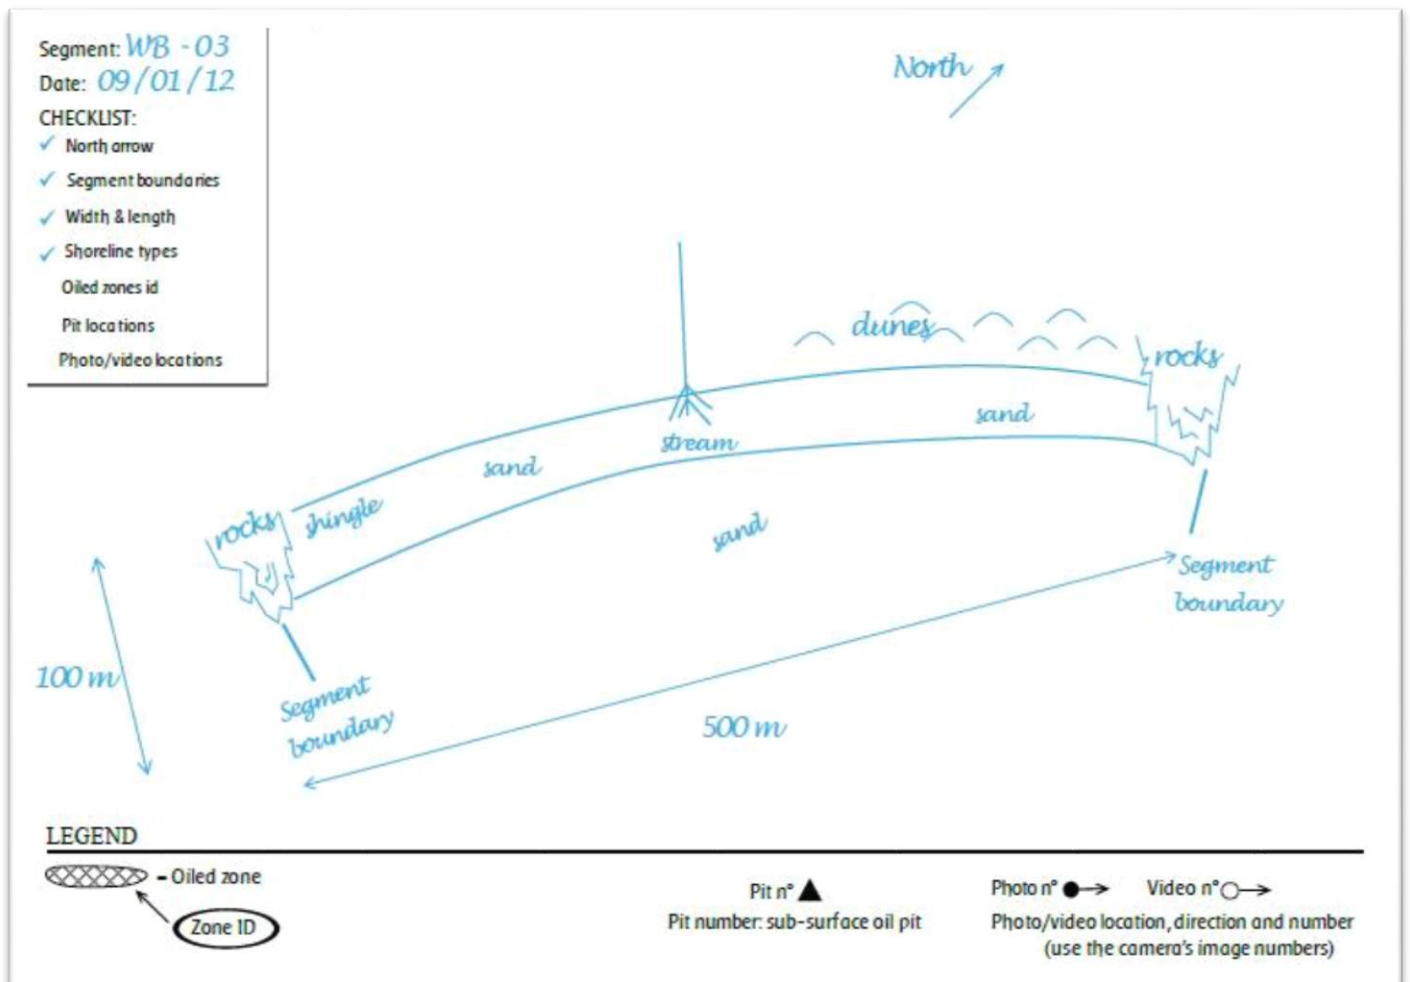 Segment: WB - 03
Date: 09/01/12
CHECKLIST:
✓ North arrow
✓ Segment boundaries
✓ Width & length
✓ Shoreline types
Oiled zones id
Pit locations
Photo/video locations
North
dunes
rocks
sand
stream
sand
shingle
rocks
sand
Segment
boundary
100 m
Segment
boundary
500 m
LEGEND
- Oiled zone
Zone ID
Pit n°
Pit number: sub-surface oil pit
Photo n° Video n°
Photo/video location, direction and number
(use the camera's image numbers)